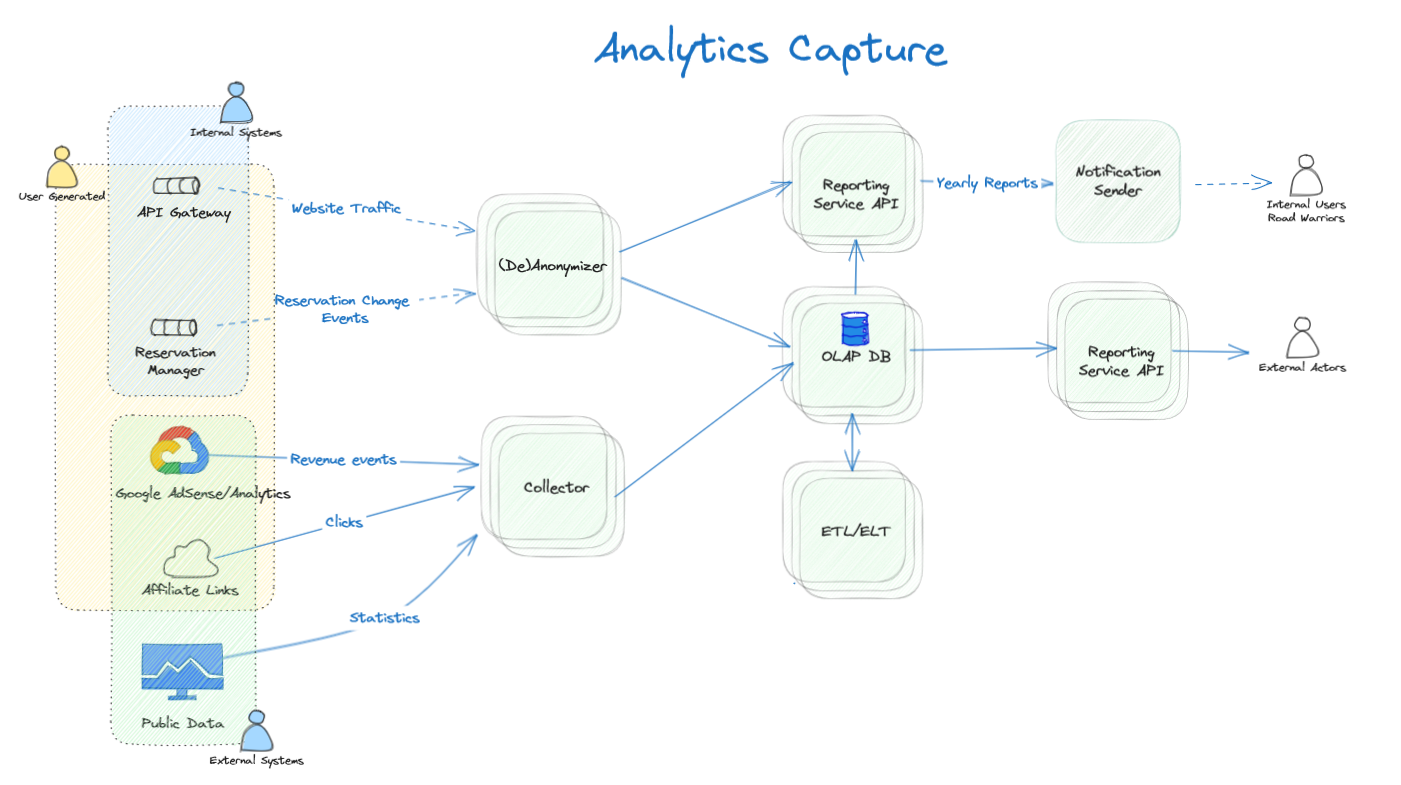 Analytics Capture
Internal Systems
User Generated
API Gateway
Website Traffic
(De)Anonymizer
Reservation Change
Events
Reservation
Manager
Google AdSense/Analytics
Revenue events
Collector
Clicks
Affiliate Links
Statistics
Public Data
External Systems
Reporting
Service API
Yearly Reports
Notification
Sender
Internal Users
Road Warriors
OLAP DB
Reporting
Service API
External Actors
ETL/ELT